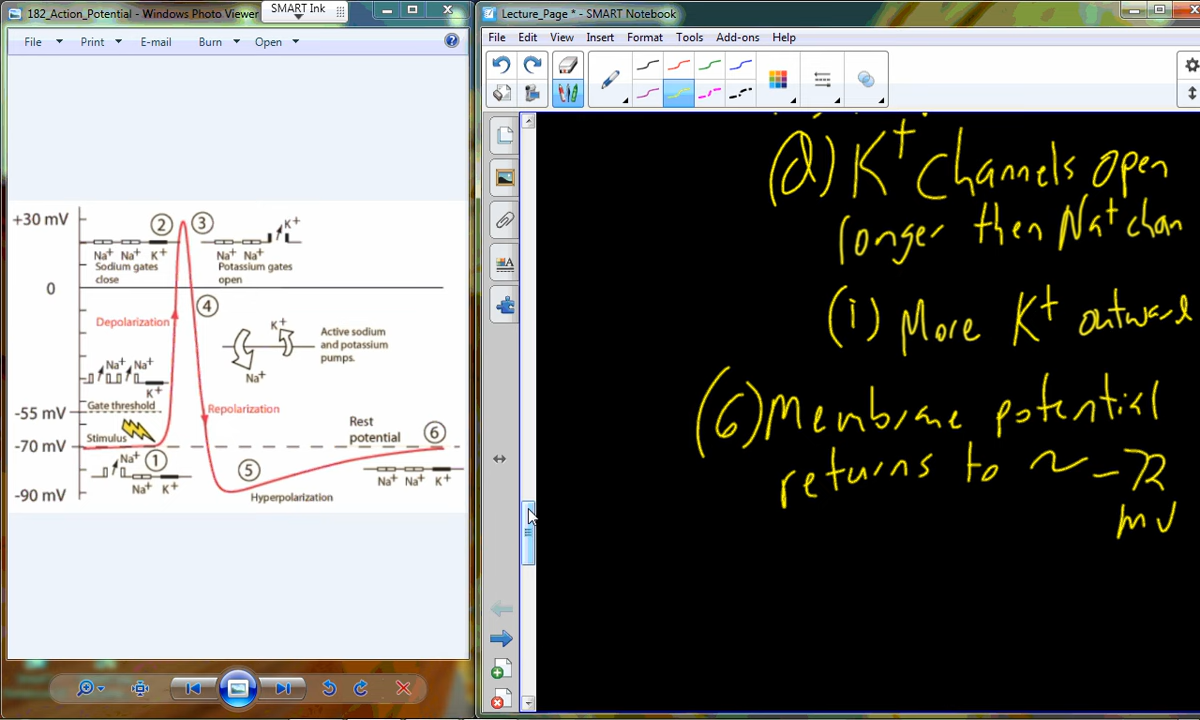 182_Action_Potential - Windows Photo Viewer
SMART Ink
File Print E-mail Burn Open
+30 mV
2
3
K+
Na+ Na+ K+
Sodium gates
close
Na+ Na+
Potassium gates
open
0
4
Depolarization
K+
Na+
Active sodium
and potassium
pumps.
Na+ Na+
K+
Gate threshold
-55 mV
Repolarization
Stimulus
-70 mV
Rest
potential
6
Na+
1
Na+ K+
5
Na+ Na+ K+
-90 mV
Hyperpolarization
Lecture_Page * - SMART Notebook
File Edit View Insert Format Tools Add-ons Help
(a) K+ channels open
longer then Na+ chan
(i) More K+ outward
(6) Membrane potential
returns to ~ -72
mV